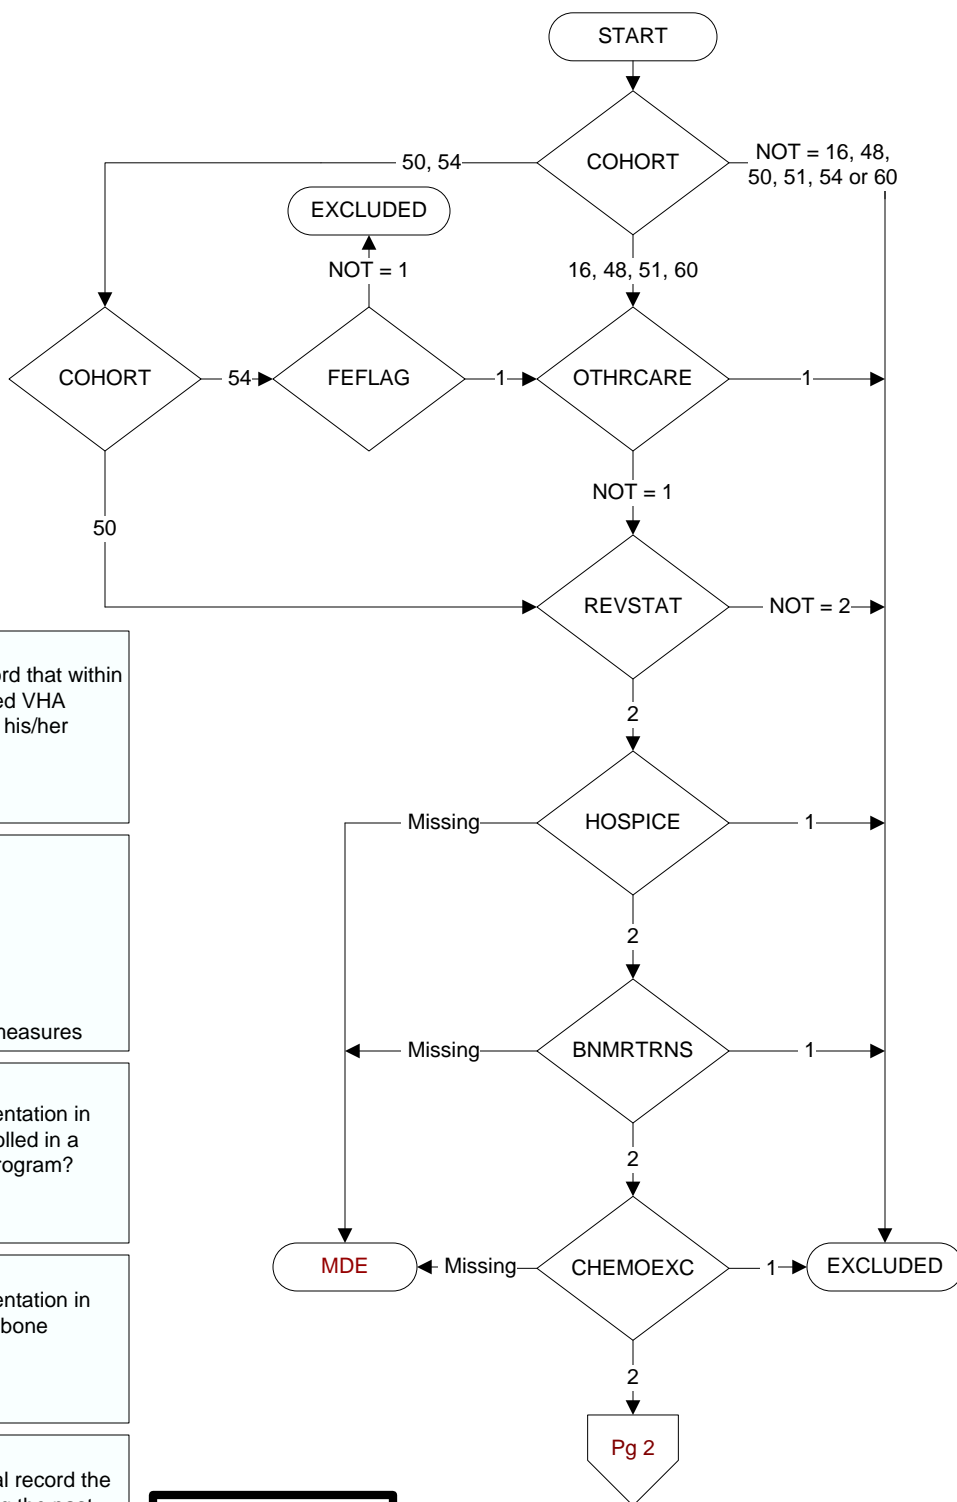 START
COHORT
50, 54
NOT = 16, 48,
50, 51, 54 or 60
EXCLUDED
NOT = 1
16, 48, 51, 60
COHORT
54
FEFLAG
1
OTHRCARE
1
NOT = 1
50
REVSTAT
NOT = 2
2
rd that within
ed VHA
his/her
Missing
HOSPICE
1
2
neasures
Missing
BNMRTRNS
1
2
entation in
olled in a
rogram?
MDE
Missing
CHEMOEXC
1
EXCLUDED
entation in
bone
2
Pg 2
al record the
g the past